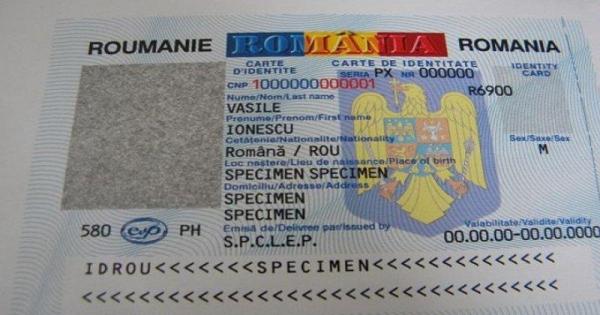 ROUMANIE ROMÂNIA ROMANIA
CARTE D'IDENTITE CARTE DE IDENTITATE IDENTITY CARD
SERIA PX NR 000000
CNP 1000000000001 R6900
Nume/Nom/Last name
VASILE
Prenume/Prenom/First name
IONESCU
Cetăţenie/Nationalite/Nationality Sex/Sexe/Sex
Română / ROU M
Loc naştere/Lieu de naissance/Place of birth
SPECIMEN SPECIMEN
Domiciliu/Adresse/Address
SPECIMEN
SPECIMEN
Emisă de/Delivree par/Issued by Valabilitate/Validite/Validity
S.P.C.L.E.P. 00.00.00-00.00.0000
580 evp PH
IDROU<<<<<<<SPECIMEN<<<<<<<<<<<<<<
<<<<<<<<<<<<<<<<<<<<<<<<<<<<<<<<